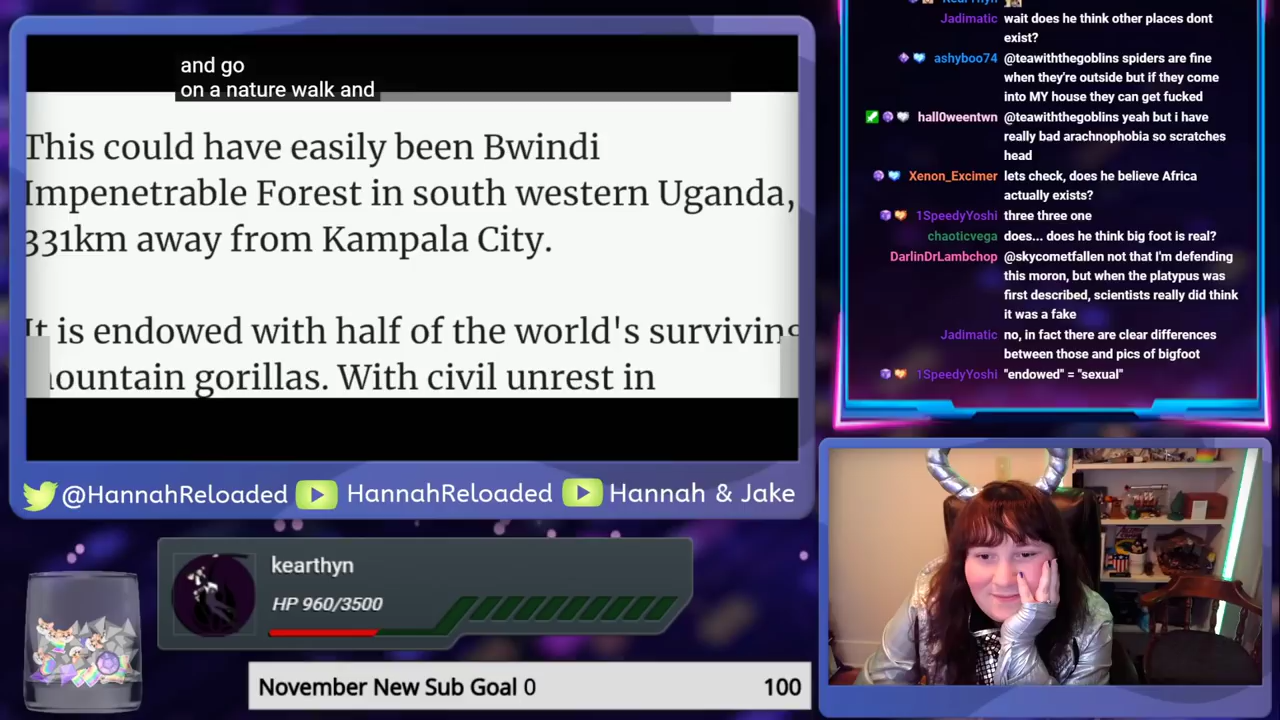 and go
on a nature walk and
This could have easily been Bwindi
Impenetrable Forest in south western Uganda,
331km away from Kampala City.
It is endowed with half of the world's surviving
mountain gorillas. With civil unrest in
@HannahReloaded HannahReloaded Hannah & Jake
kearthyn
HP 960/3500
November New Sub Goal 0 100
Kearthyn
Jadimatic wait does he think other places dont
exist?
ashyboo74 @teawiththegoblins spiders are fine
when they're outside but if they come
into MY house they can get fucked
hall0weentwn @teawiththegoblins yeah but i have
really bad arachnophobia so scratches
head
Xenon_Excimer lets check, does he believe Africa
actually exists?
1SpeedyYoshi three three one
chaoticvega does... does he think big foot is real?
DarlinDrLambchop @skycometfallen not that I'm defending
this moron, but when the platypus was
first described, scientists really did think
it was a fake
Jadimatic no, in fact there are clear differences
between those and pics of bigfoot
1SpeedyYoshi "endowed" = "sexual"